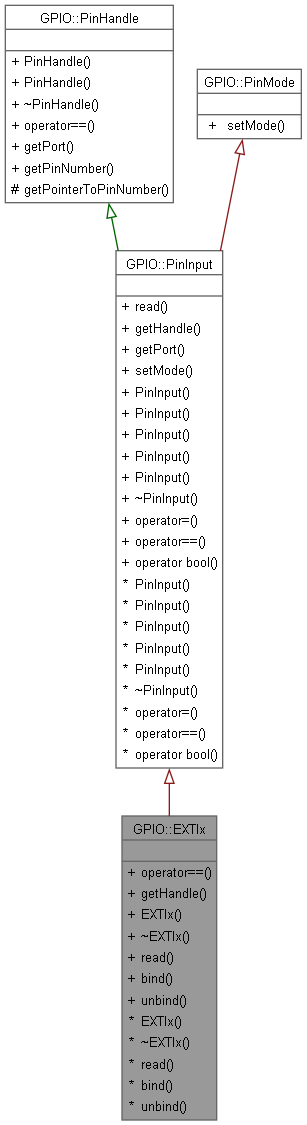 GPIO::PinHandle
+ PinHandle()
+ PinHandle()
+ ~PinHandle()
+ operator==()
+ getPort()
+ getPinNumber()
# getPointerToPinNumber()
GPIO::PinMode
+ setMode()
GPIO::PinInput
+ read()
+ getHandle()
+ getPort()
+ setMode()
+ PinInput()
+ PinInput()
+ PinInput()
+ PinInput()
+ PinInput()
+ ~PinInput()
+ operator=()
+ operator==()
+ operator bool()
* PinInput()
* PinInput()
* PinInput()
* PinInput()
* PinInput()
* ~PinInput()
* operator=()
* operator==()
* operator bool()
GPIO::EXTIx
+ operator==()
+ getHandle()
+ EXTIx()
+ ~EXTIx()
+ read()
+ bind()
+ unbind()
* EXTIx()
* ~EXTIx()
* read()
* bind()
* unbind()